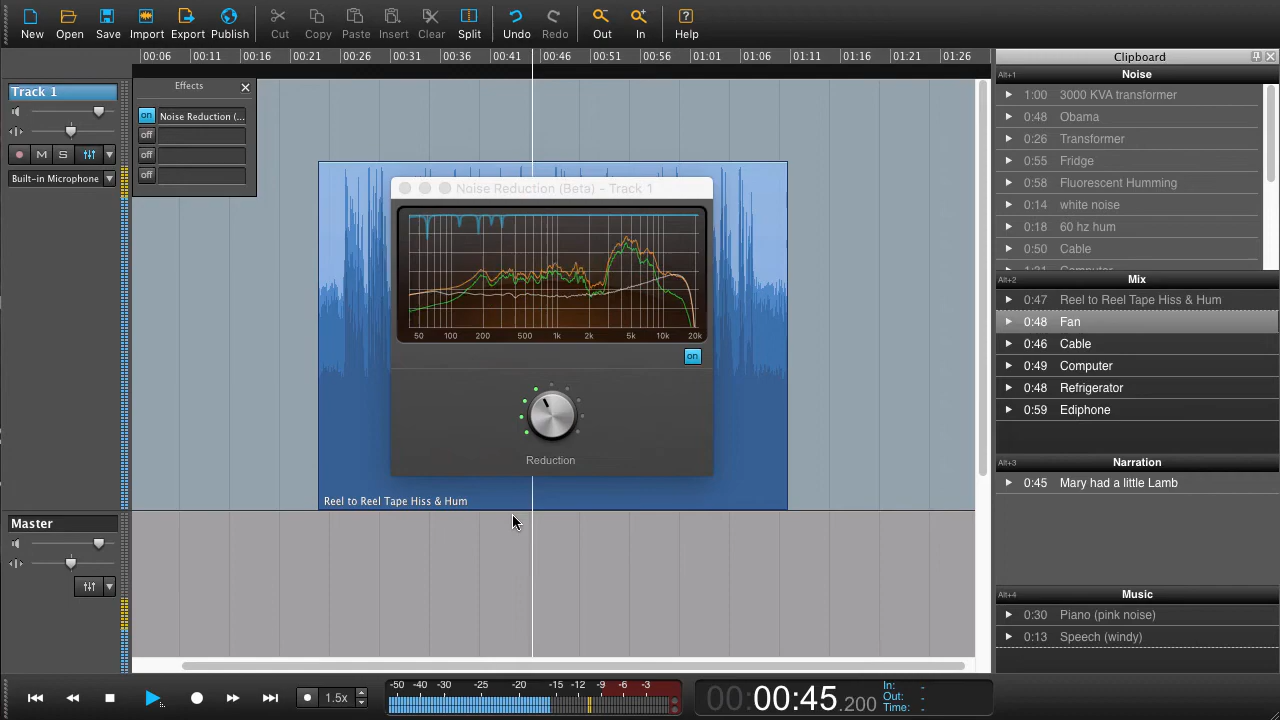 New Open Save Import Export Publish Cut Copy Paste Insert Clear Split Undo Redo Out In Help
00:06 00:11 00:16 00:21 00:26 00:31 00:36 00:41 00:46 00:51 00:56 01:01 01:06 01:11 01:16 01:21 01:26
Clipboard
Track 1
M S
Built-in Microphone
Effects
on Noise Reduction (...
off
off
off
Noise Reduction (Beta) - Track 1
50 100 200 500 1k 2k 5k 10k 20k
on
Reduction
Reel to Reel Tape Hiss & Hum
Master
Alt+1 Noise
1:00 3000 KVA transformer
0:48 Obama
0:26 Transformer
0:55 Fridge
0:58 Fluorescent Humming
0:14 white noise
0:18 60 hz hum
0:50 Cable
Alt+2 Mix
0:47 Reel to Reel Tape Hiss & Hum
0:48 Fan
0:46 Cable
0:49 Computer
0:48 Refrigerator
0:59 Ediphone
Alt+3 Narration
0:45 Mary had a little Lamb
Alt+4 Music
0:30 Piano (pink noise)
0:13 Speech (windy)
1.5x
-50 -40 -30 -25 -20 -15 -12 -9 -6 -3
00:00:45.200
In: -
Out: -
Time: -